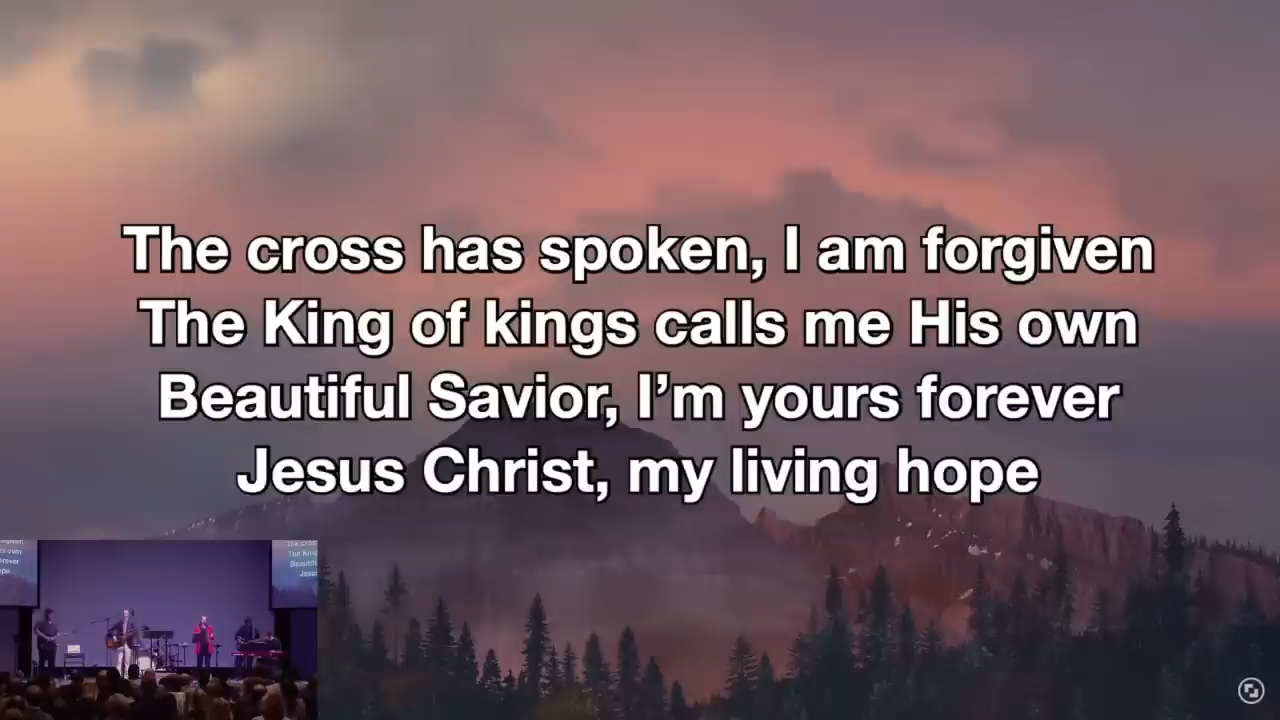 The cross has spoken, I am forgiven
The King of kings calls me His own
Beautiful Savior, I’m yours forever
Jesus Christ, my living hope